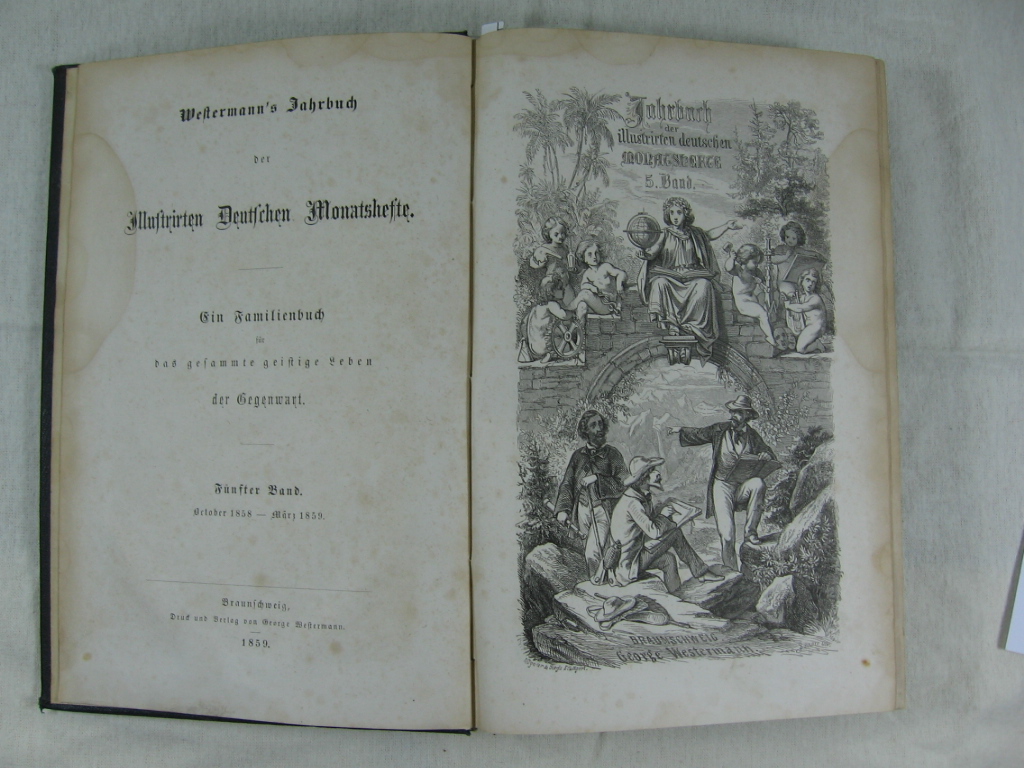 Westermann's Jahrbuch
der
Illustrirten Deutschen Monatshefte.
Ein Familienbuch
für
das gesammte geistige Leben
der Gegenwart.
Fünfter Band.
October 1858 — März 1859.
Braunschweig,
Druck und Verlag von George Westermann.
1859.
Jahrbuch
der
illustrirten deutschen
MONATSHEFTE
5. Band.
BRAUNSCHWEIG
George Westermann